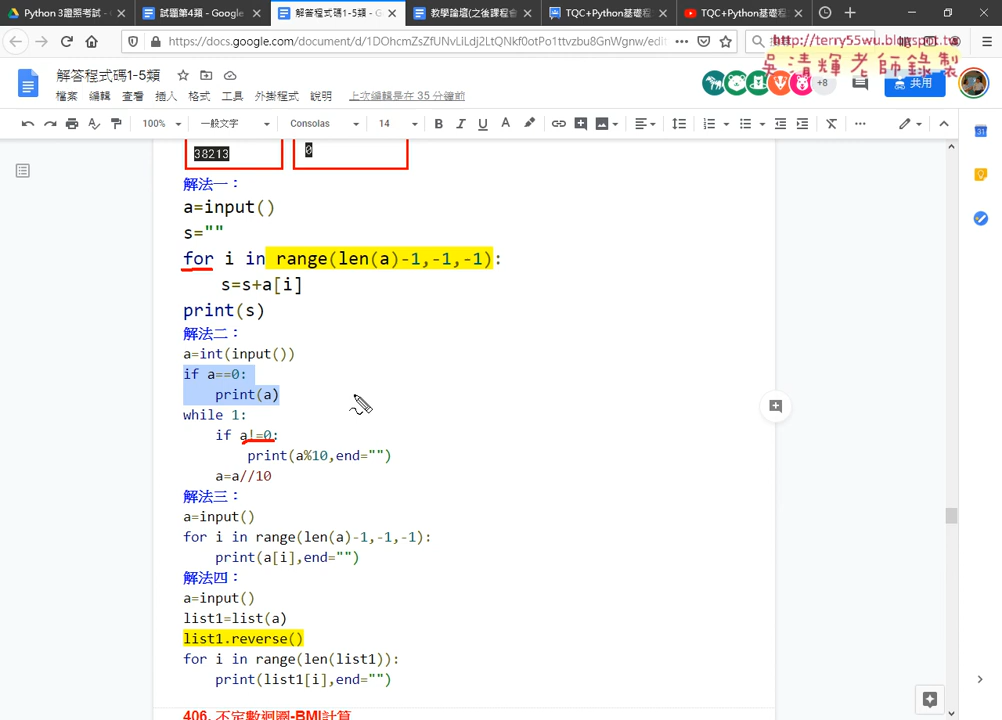 Python 3證照考試 -
試題第4類 - Google
解答程式碼1-5類 - G
教學論壇(之後課程會
TQC+Python基礎程
TQC+Python基礎程
https://docs.google.com/document/d/1DOhcmZsZfUNvLiLdj2LtQNkf0otPo1ttvzbu8GnWgnw/edi
http://terry55wu.blogspot.tw
吳清輝老師錄製
解答程式碼1-5類
檔案 編輯 查看 插入 格式 工具 外掛程式 說明 上次編輯是在 35 分鐘前
+8
共用
100% 一般文字 Consolas 14 B I U A
31
38213
0
解法一：
a=input()
s=""
for i in range(len(a)-1,-1,-1):
s=s+a[i]
print(s)
解法二：
a=int(input())
if a==0:
print(a)
while 1:
if a!=0:
print(a%10,end="")
a=a//10
解法三：
a=input()
for i in range(len(a)-1,-1,-1):
print(a[i],end="")
解法四：
a=input()
list1=list(a)
list1.reverse()
for i in range(len(list1)):
print(list1[i],end="")
406. 不定數迴圈-BMI計算